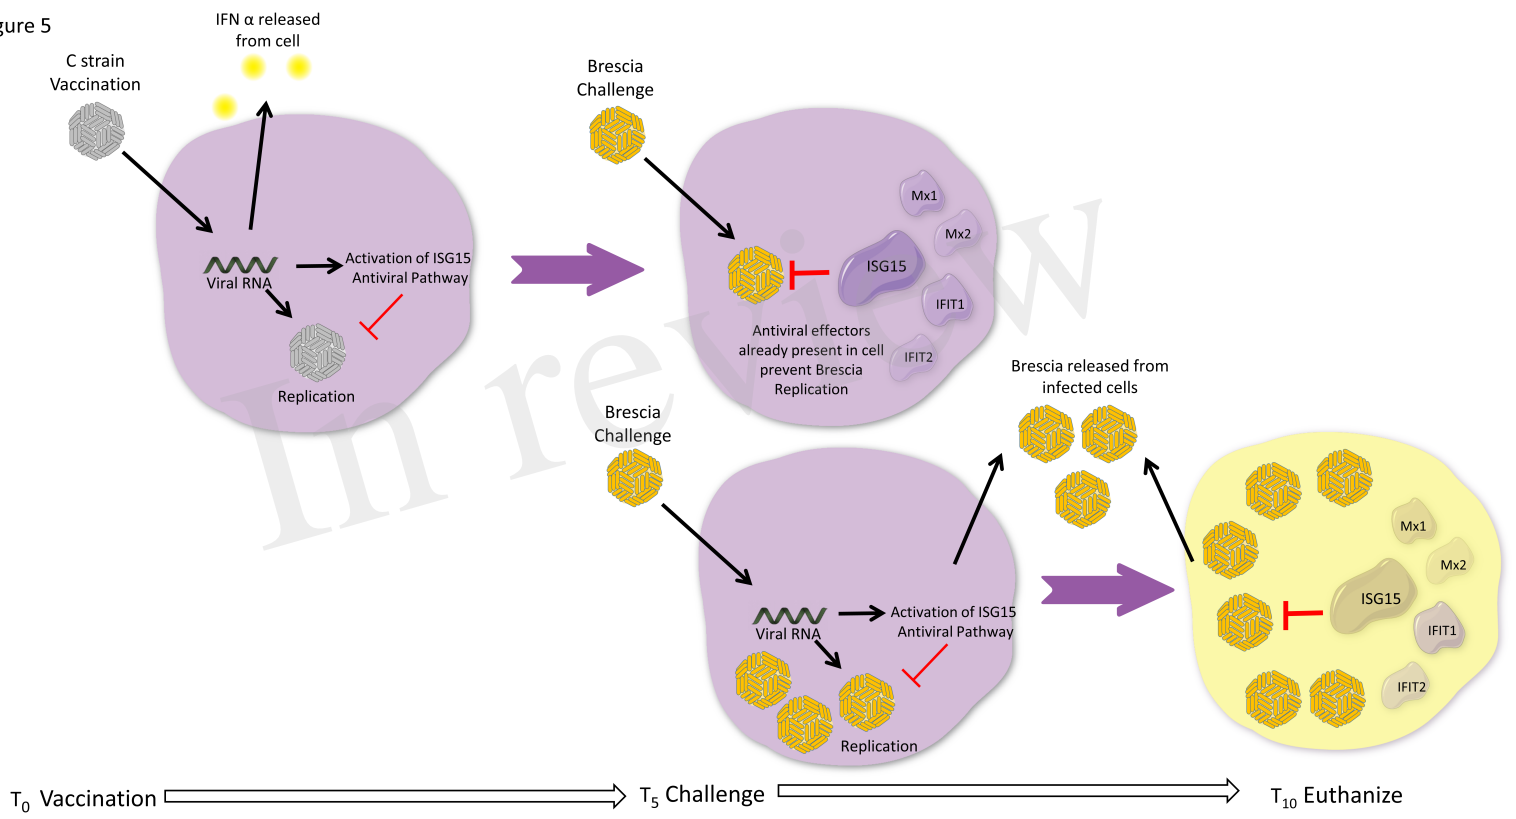 gure 5
IFN α released
from cell
C strain
Vaccination
Viral RNA
Activation of ISG15
Antiviral Pathway
Replication
Brescia
Challenge
Mx1
Mx2
ISG15
IFIT1
IFIT2
Antiviral effectors
already present in cell
prevent Brescia
Replication
Brescia
Challenge
Viral RNA
Activation of ISG15
Antiviral Pathway
Replication
Brescia released from
infected cells
Mx1
Mx2
ISG15
IFIT1
IFIT2
T0 Vaccination
T5 Challenge
T10 Euthanize
In review